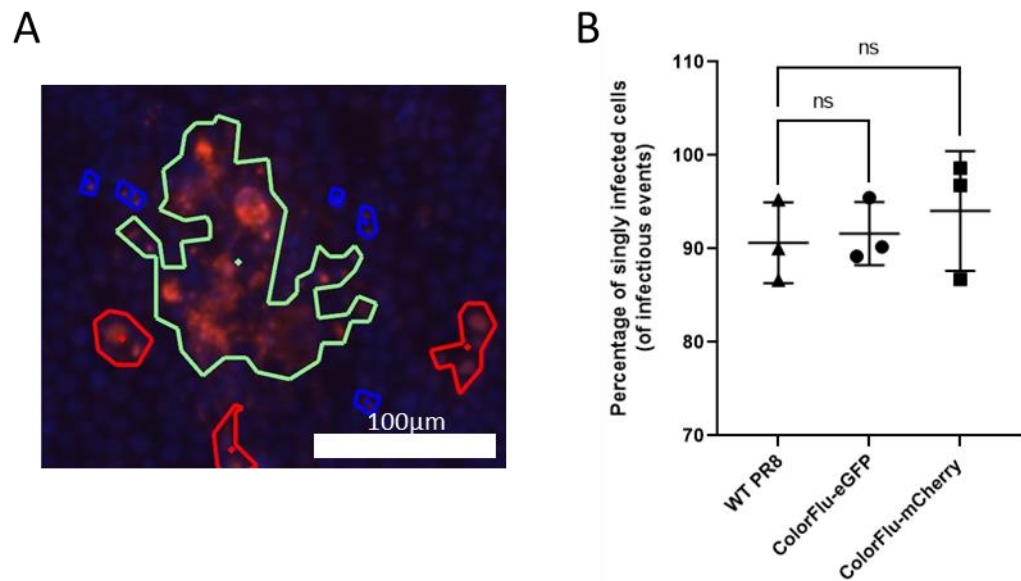 A
100μm
B
ns
ns
Percentage of singly infected cells
(of infectious events)
110
100
90
80
70
WT PR8
ColorFlu-eGFP
ColorFlu-mCherry